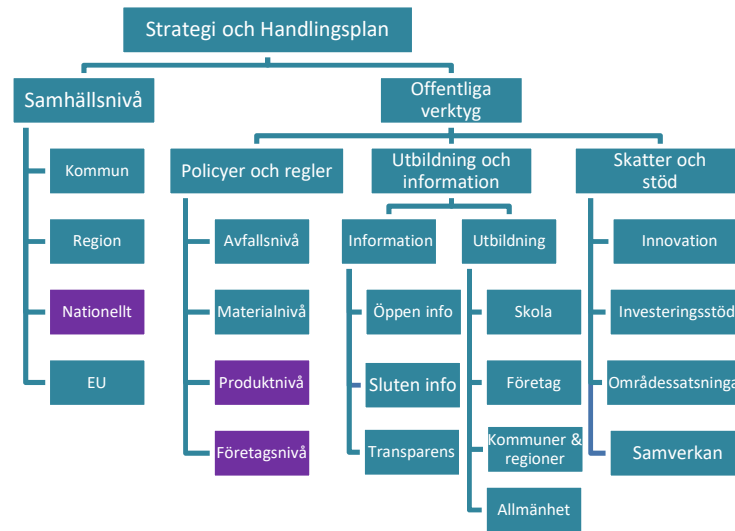 Strategi och Handlingsplan
Samhällsnivå
Offentliga
verktyg
Kommun
Region
Nationellt
EU
Policyer och regler
Utbildning och
information
Skatter och
stöd
Avfallsnivå
Materialnivå
Produktnivå
Företagsnivå
Information
Utbildning
Öppen info
Sluten info
Transparens
Skola
Företag
Kommuner &
regioner
Allmänhet
Innovation
Investeringsstöd
Områdessatsninga
Samverkan